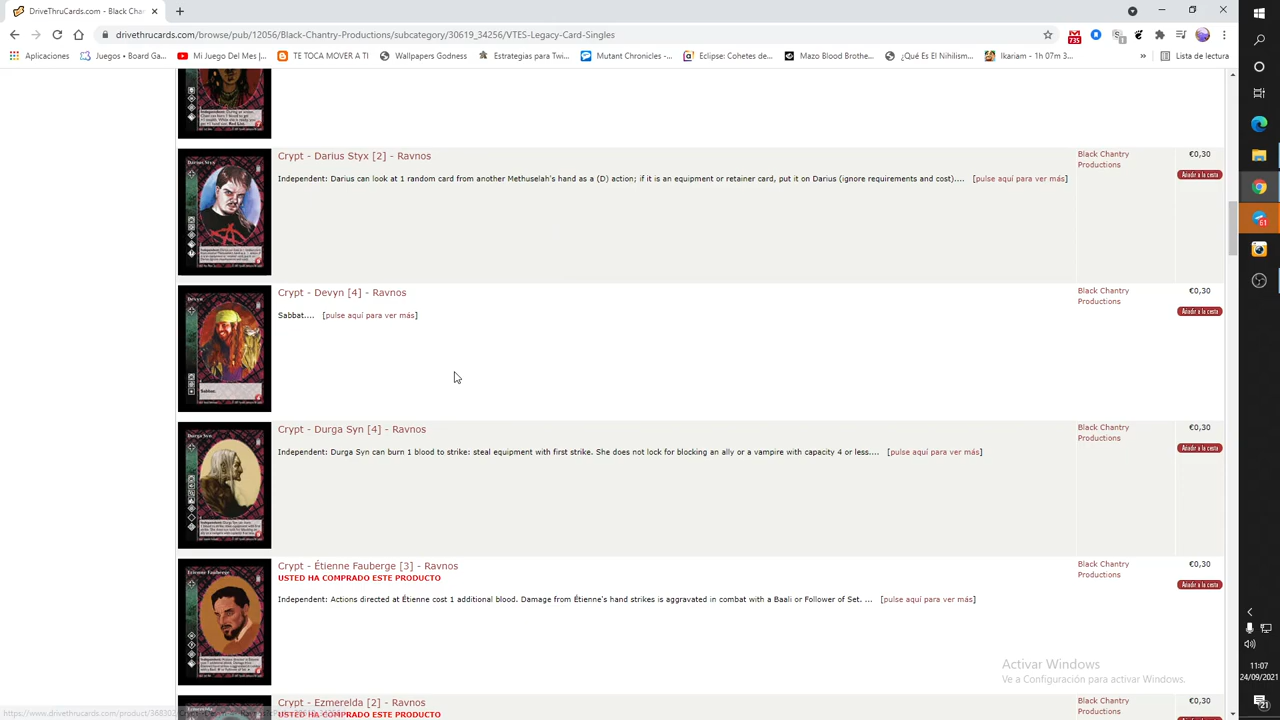 DriveThruCards.com - Black Char
drivethrucards.com/browse/pub/12056/Black-Chantry-Productions/subcategory/30619_34256/VTES-Legacy-Card-Singles
735
Aplicaciones
Juegos • Board Ga...
Mi Juego Del Mes |...
TE TOCA MOVER A T...
Wallpapers Godness
Estrategias para Twi...
Mutant Chronicles -...
Eclipse: Cohetes de...
Mazo Blood Brothe...
¿Qué Es El Nihilism...
Ikariam - 1h 07m 3...
»
Lista de lectura
Crypt - Darius Styx [2] - Ravnos
Independent: Darius can look at 1 random card from another Methuselah's hand as a (D) action; if it is an equipment or retainer card, put it on Darius (ignore requirements and cost).... [pulse aquí para ver más]
Black Chantry
Productions
€0,30
Añadir a la cesta
Darius Styx
Crypt - Devyn [4] - Ravnos
Sabbat.... [pulse aquí para ver más]
Black Chantry
Productions
€0,30
Añadir a la cesta
Devyn
Sabbat.
Crypt - Durga Syn [4] - Ravnos
Independent: Durga Syn can burn 1 blood to strike: steal equipment with first strike. She does not lock for blocking an ally or a vampire with capacity 4 or less.... [pulse aquí para ver más]
Black Chantry
Productions
€0,30
Añadir a la cesta
Durga Syn
Crypt - Étienne Fauberge [3] - Ravnos
USTED HA COMPRADO ESTE PRODUCTO
Independent: Actions directed at Étienne cost 1 additional blood. Damage from Étienne's hand strikes is aggravated in combat with a Baali or Follower of Set. ... [pulse aquí para ver más]
Black Chantry
Productions
€0,30
Añadir a la cesta
Étienne Fauberge
Crypt - Ezmerelda [2] - Ravnos
USTED HA COMPRADO ESTE PRODUCTO
Black Chantry
€0,30
Activar Windows
Ve a Configuración para activar Windows.
61
11:07
24/09/2021
21